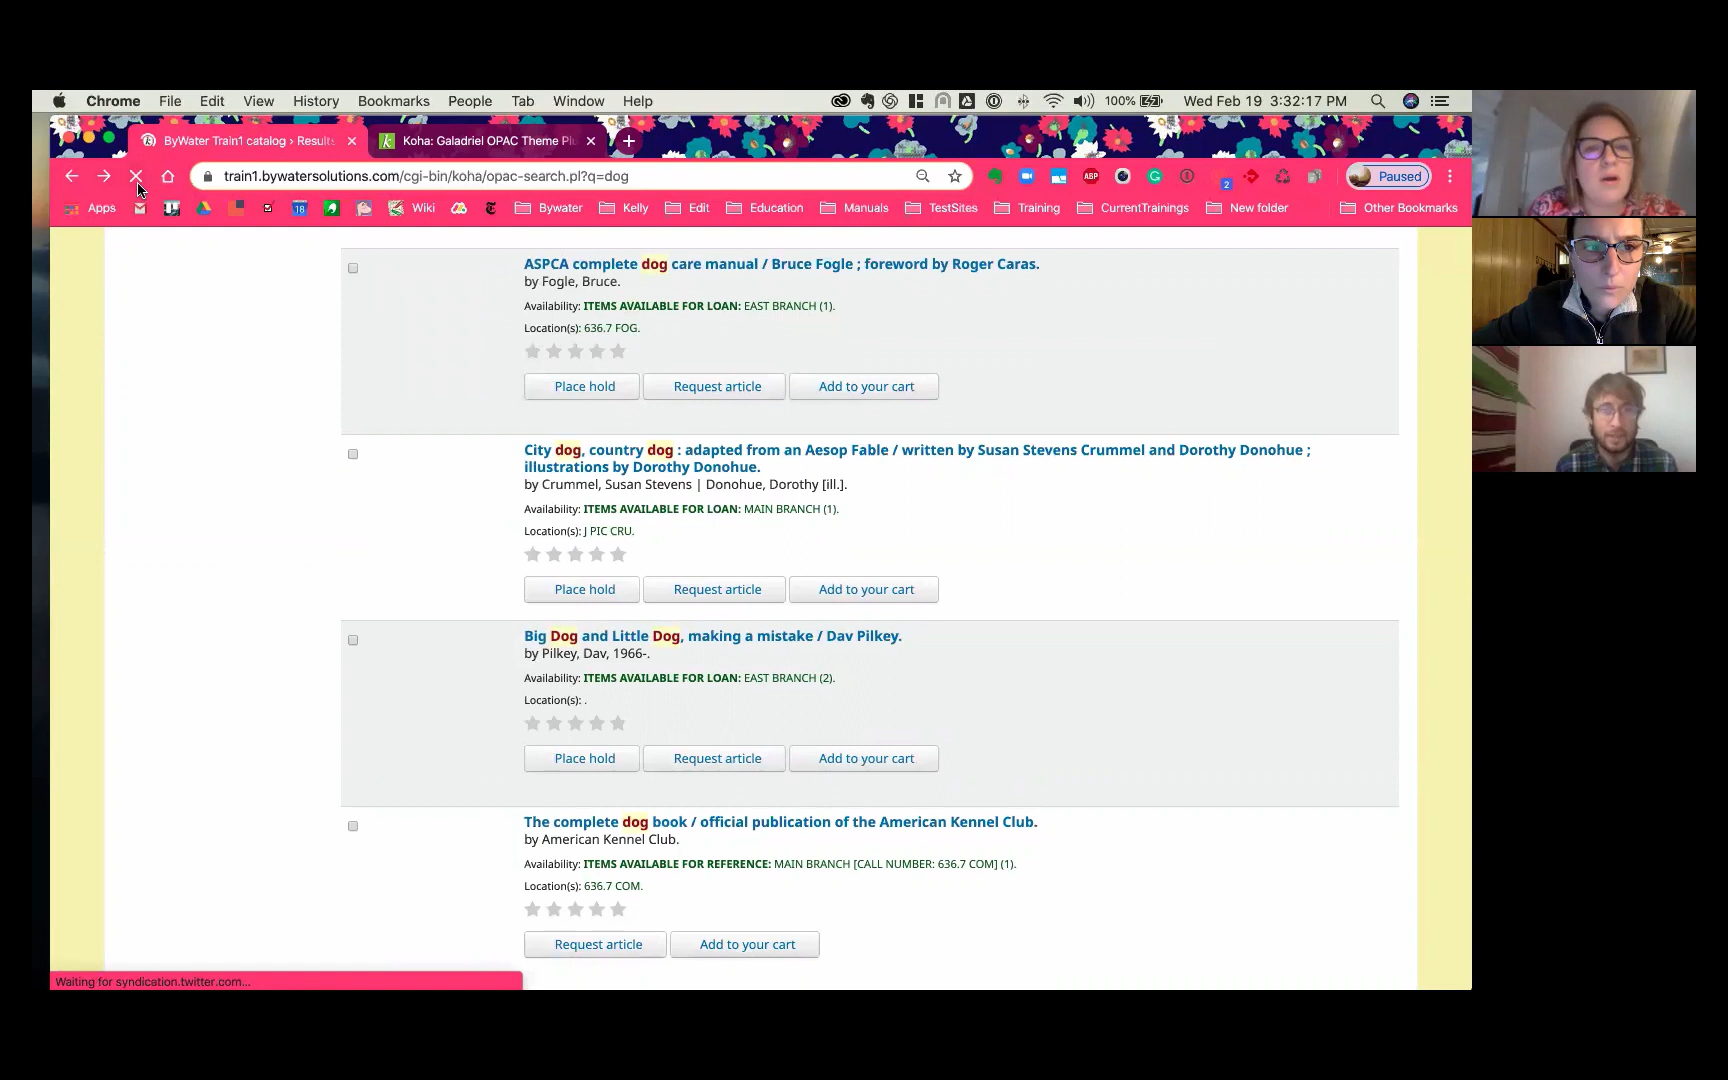 Chrome File Edit View History Bookmarks People Tab Window Help 100% Wed Feb 19 3:32:17 PM
ByWater Train1 catalog › Results Koha: Galadriel OPAC Theme Plu
train1.bywatersolutions.com/cgi-bin/koha/opac-search.pl?q=dog ABP 2 Paused
Apps 18 Wiki Bywater Kelly Edit Education Manuals TestSites Training CurrentTrainings New folder Other Bookmarks
ASPCA complete dog care manual / Bruce Fogle ; foreword by Roger Caras.
by Fogle, Bruce.
Availability: ITEMS AVAILABLE FOR LOAN: EAST BRANCH (1).
Location(s): 636.7 FOG.
Place hold Request article Add to your cart
City dog, country dog : adapted from an Aesop Fable / written by Susan Stevens Crummel and Dorothy Donohue ;
illustrations by Dorothy Donohue.
by Crummel, Susan Stevens | Donohue, Dorothy [ill.].
Availability: ITEMS AVAILABLE FOR LOAN: MAIN BRANCH (1).
Location(s): J PIC CRU.
Place hold Request article Add to your cart
Big Dog and Little Dog, making a mistake / Dav Pilkey.
by Pilkey, Dav, 1966-.
Availability: ITEMS AVAILABLE FOR LOAN: EAST BRANCH (2).
Location(s): .
Place hold Request article Add to your cart
The complete dog book / official publication of the American Kennel Club.
by American Kennel Club.
Availability: ITEMS AVAILABLE FOR REFERENCE: MAIN BRANCH [CALL NUMBER: 636.7 COM] (1).
Location(s): 636.7 COM.
Request article Add to your cart
Waiting for syndication.twitter.com...